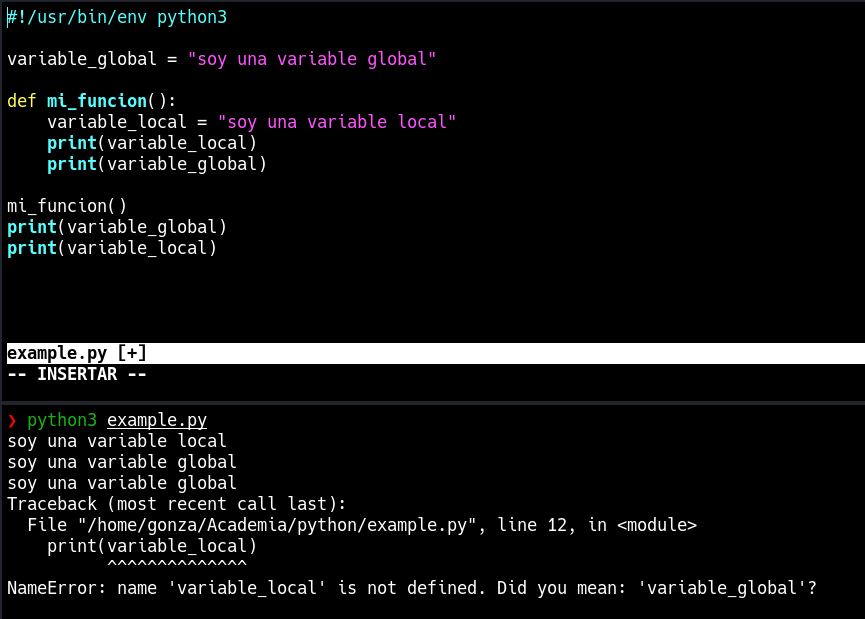 #!/usr/bin/env python3
variable_global = "soy una variable global"
def mi_funcion():
    variable_local = "soy una variable local"
    print(variable_local)
    print(variable_global)
mi_funcion()
print(variable_global)
print(variable_local)
example.py [+]
-- INSERTAR --
❯ python3 example.py
soy una variable local
soy una variable global
soy una variable global
Traceback (most recent call last):
  File "/home/gonza/Academia/python/example.py", line 12, in <module>
    print(variable_local)
          ^^^^^^^^^^^^^^
NameError: name 'variable_local' is not defined. Did you mean: 'variable_global'?